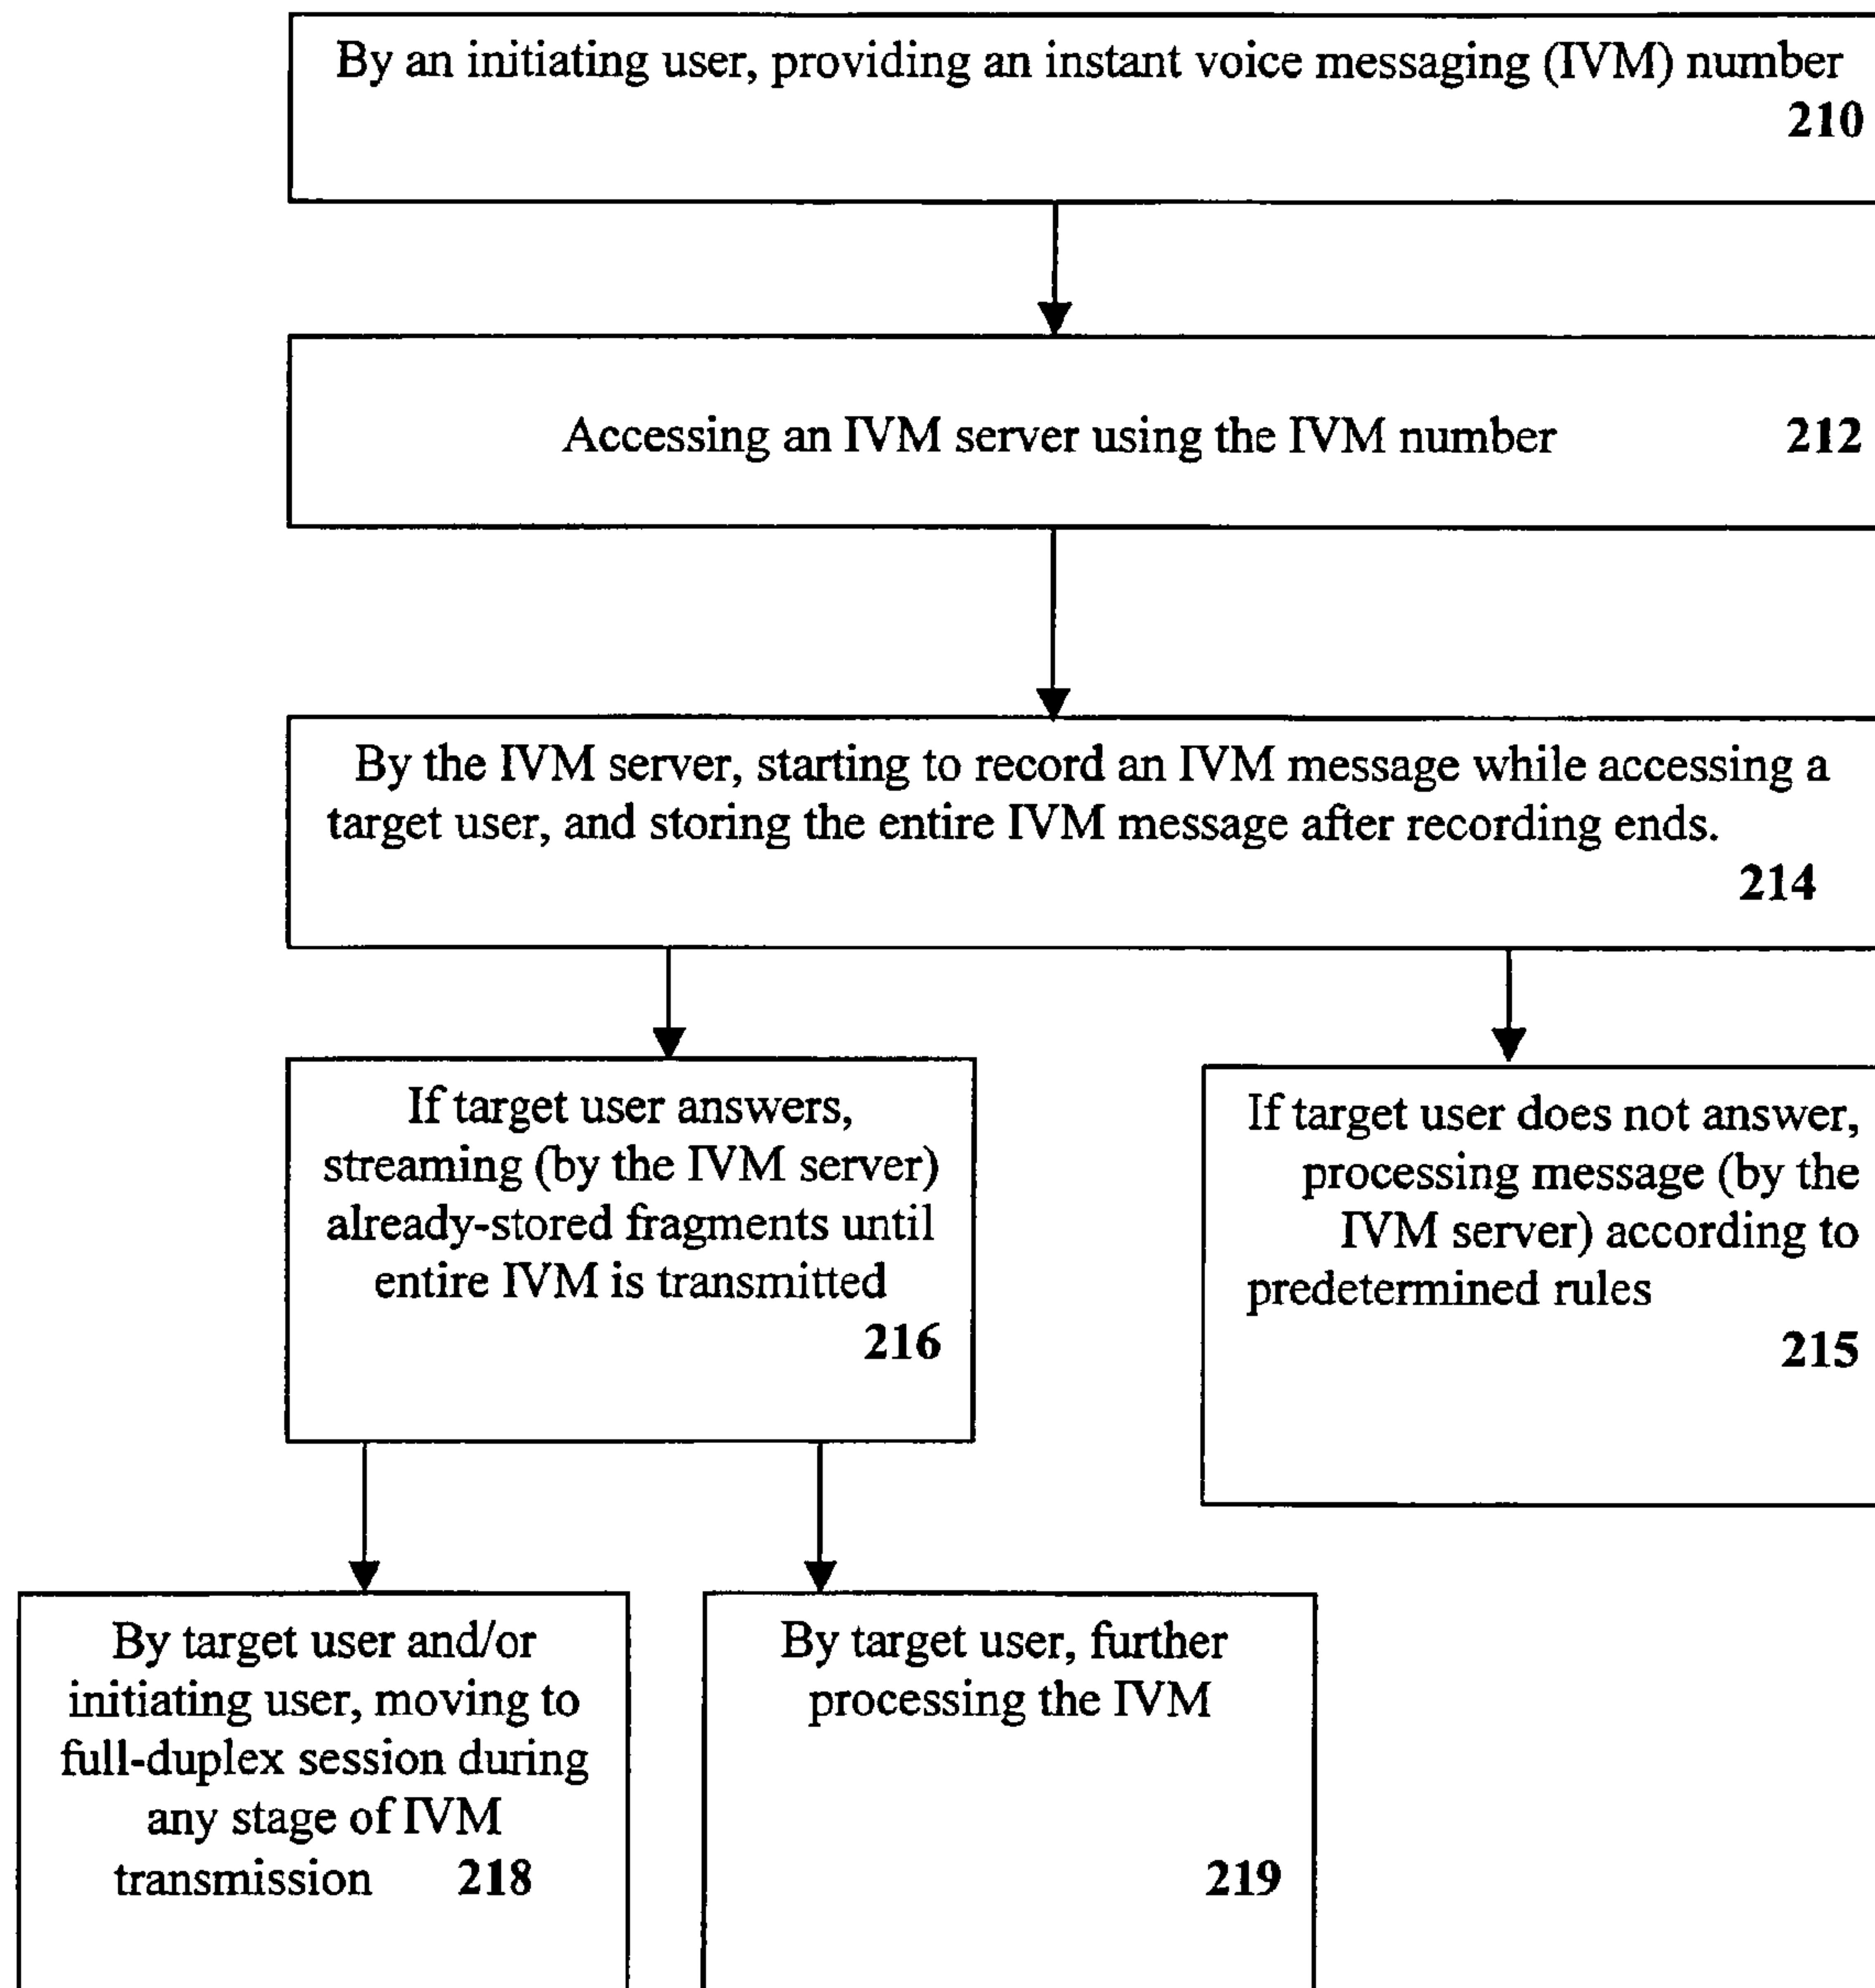 By an initiating user, providing an instant voice messaging (IVM) number
210
Accessing an IVM server using the IVM number 212
By the IVM server, starting to record an IVM message while accessing a
target user, and storing the entire IVM message after recording ends.
214
If target user answers,
streaming (by the IVM server)
already-stored fragments until
entire IVM is transmitted
216
If target user does not answer,
processing message (by the
IVM server) according to
predetermined rules
215
By target user and/or
initiating user, moving to
full-duplex session during
any stage of IVM
transmission 218
By target user, further
processing the IVM
219